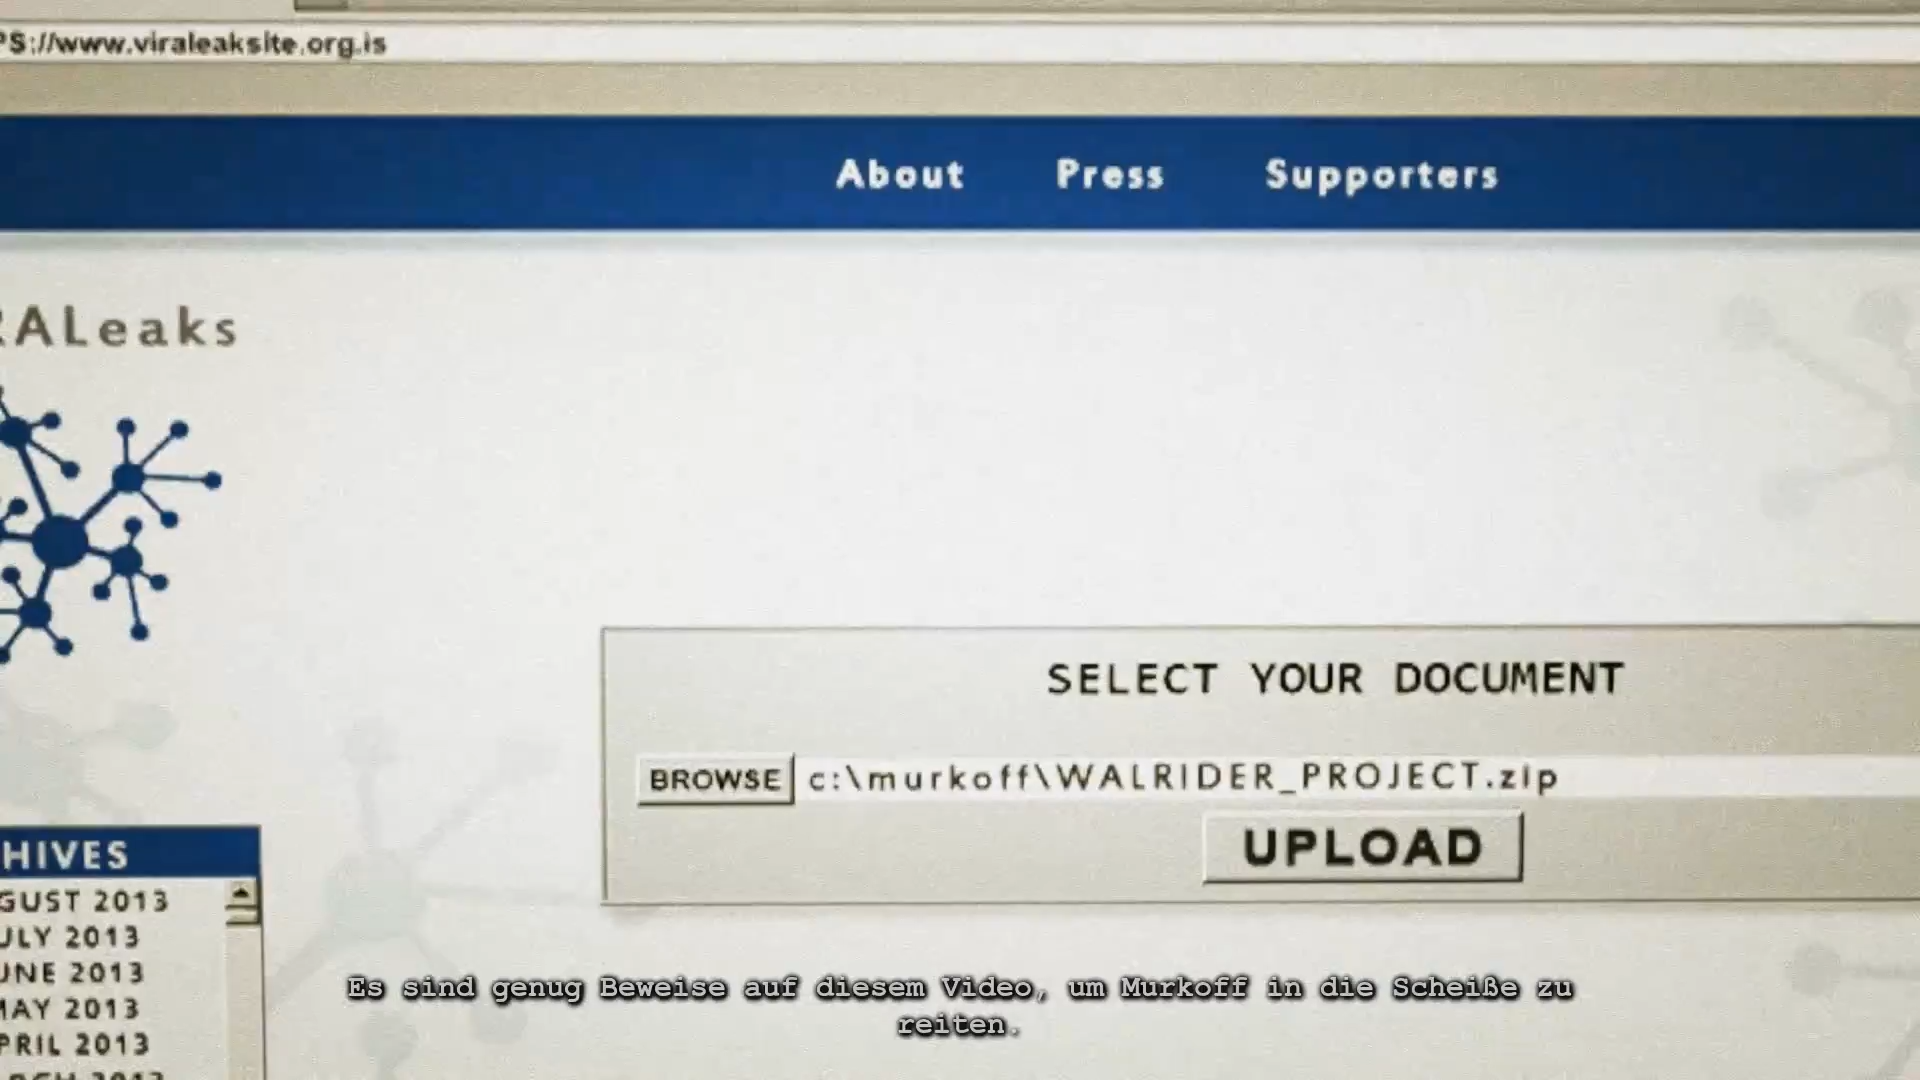 PS://www.viraleaksite.org.is
About Press Supporters
RALeaks
SELECT YOUR DOCUMENT
BROWSE c:\murkoff\WALRIDER_PROJECT.zip
UPLOAD
HIVES
GUST 2013
ULY 2013
UNE 2013
MAY 2013
PRIL 2013
RCH 2013
Es sind genug Beweise auf diesem Video, um Murkoff in die Scheiße zu
reiten.